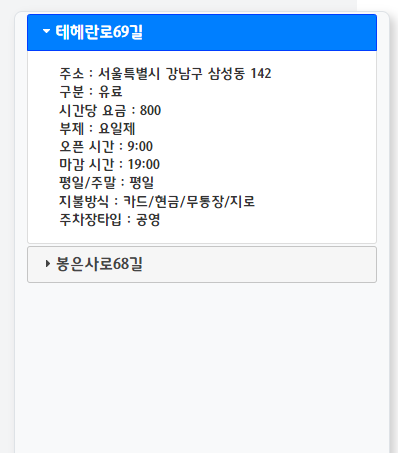 테헤란로69길
주소 : 서울특별시 강남구 삼성동 142
구분 : 유료
시간당 요금 : 800
부제 : 요일제
오픈 시간 : 9:00
마감 시간 : 19:00
평일/주말 : 평일
지불방식 : 카드/현금/무통장/지로
주차장타입 : 공영
봉은사로68길